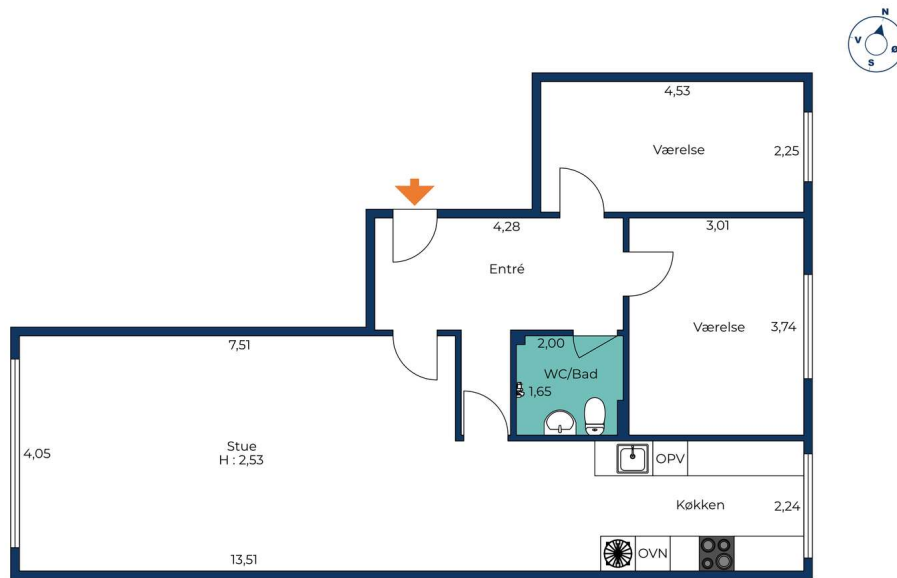 N
V
Ø
S
4,53
Værelse
2,25
4,28
3,01
Entré
Værelse
3,74
7,51
2,00
WC/Bad
1,65
4,05
Stue
H : 2,53
OPV
Køkken
2,24
OVN
13,51